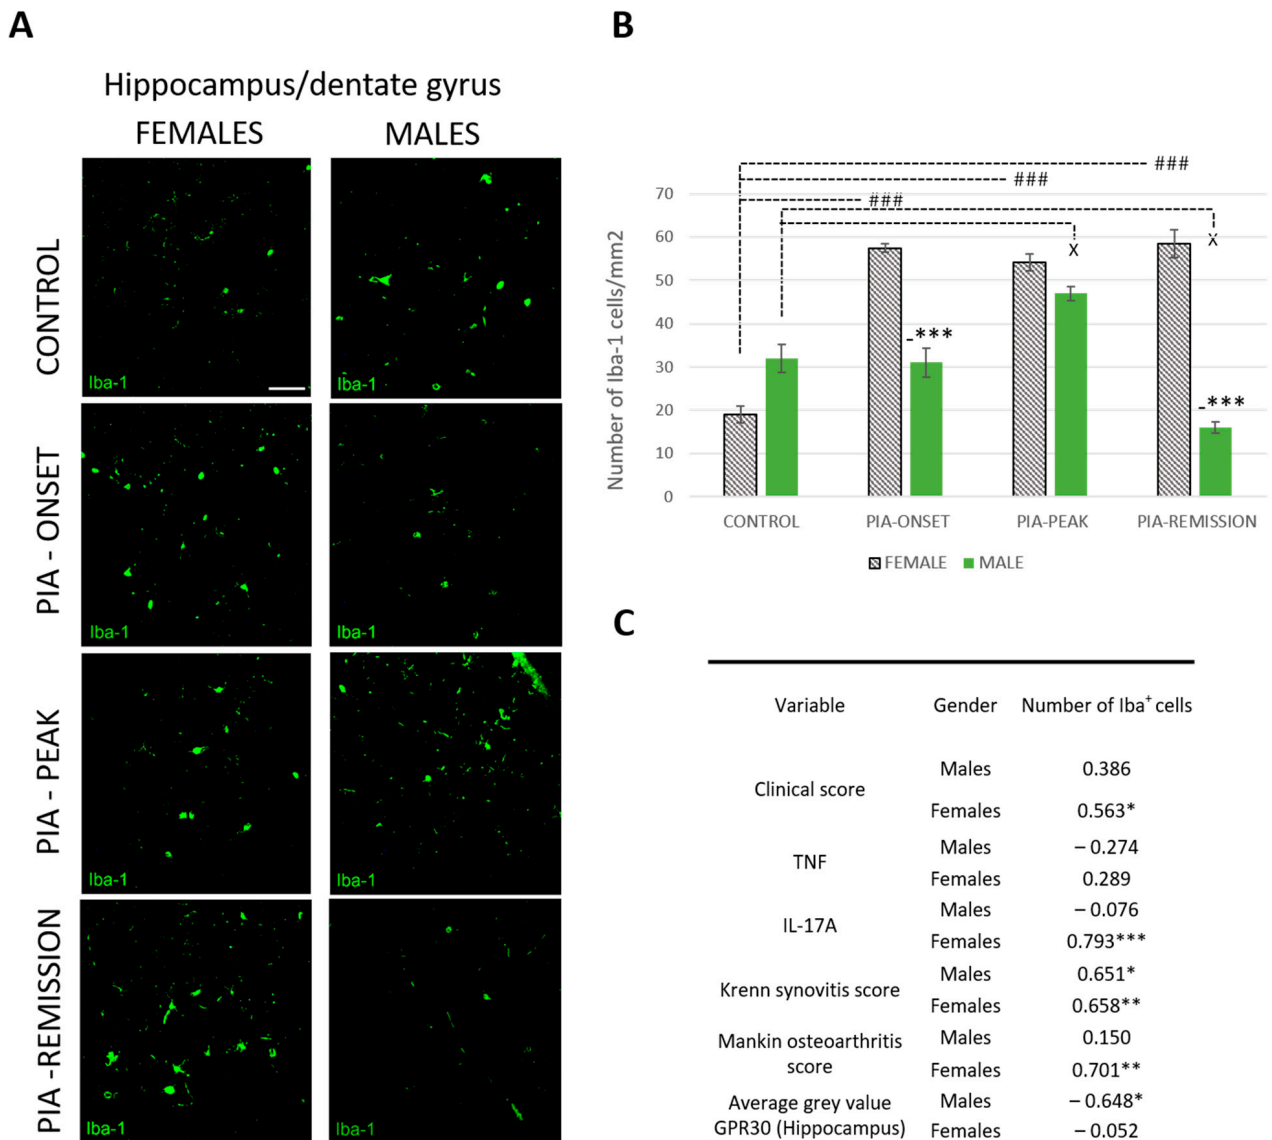 A
Hippocampus/dentate gyrus
FEMALES
MALES
CONTROL
Iba-1
Iba-1
PIA - ONSET
Iba-1
Iba-1
PIA - PEAK
Iba-1
Iba-1
PIA -REMISSION
Iba-1
Iba-1
B
###
###
###
X
X
-***
-***
Number of Iba-1 cells/mm2
70
60
50
40
30
20
10
0
CONTROL PIA-ONSET PIA-PEAK PIA-REMISSION
FEMALE MALE
C
Variable Gender Number of Iba+ cells
Clinical score
Males 0.386
Females 0.563*
TNF
Males – 0.274
Females 0.289
IL-17A
Males – 0.076
Females 0.793***
Krenn synovitis score
Males 0.651*
Females 0.658**
Mankin osteoarthritis
score
Males 0.150
Females 0.701**
Average grey value
GPR30 (Hippocampus)
Males – 0.648*
Females – 0.052